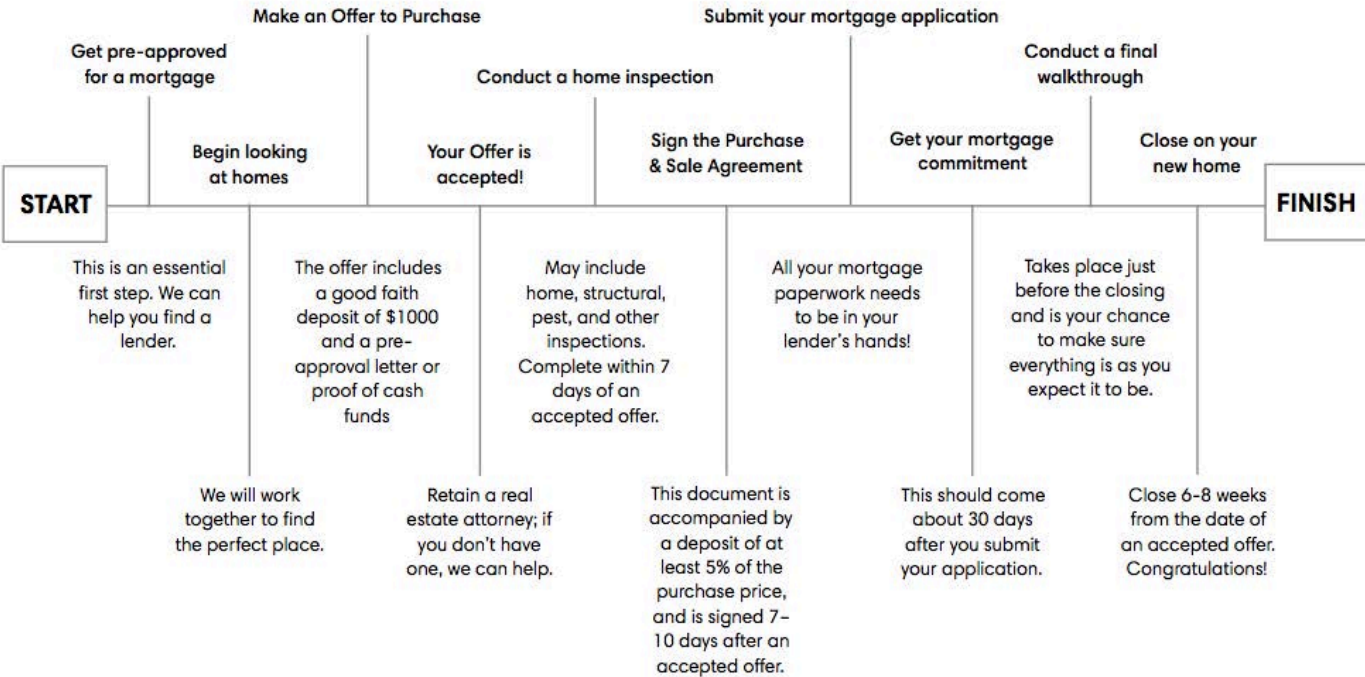 Make an Offer to Purchase
Submit your mortgage application
Get pre-approved
for a mortgage
Conduct a home inspection
Conduct a final
walkthrough
Begin looking
at homes
Your Offer is
accepted!
Sign the Purchase
& Sale Agreement
Get your mortgage
commitment
Close on your
new home
START
FINISH
This is an essential
first step. We can
help you find a
lender.
The offer includes
a good faith
deposit of $1000
and a pre-
approval letter or
proof of cash
funds
May include
home, structural,
pest, and other
inspections.
Complete within 7
days of an
accepted offer.
All your mortgage
paperwork needs
to be in your
lender's hands!
Takes place just
before the closing
and is your chance
to make sure
everything is as you
expect it to be.
We will work
together to find
the perfect place.
Retain a real
estate attorney; if
you don't have
one, we can help.
This document is
accompanied by
a deposit of at
least 5% of the
purchase price,
and is signed 7–
10 days after an
accepted offer.
This should come
about 30 days
after you submit
your application.
Close 6-8 weeks
from the date of
an accepted offer.
Congratulations!